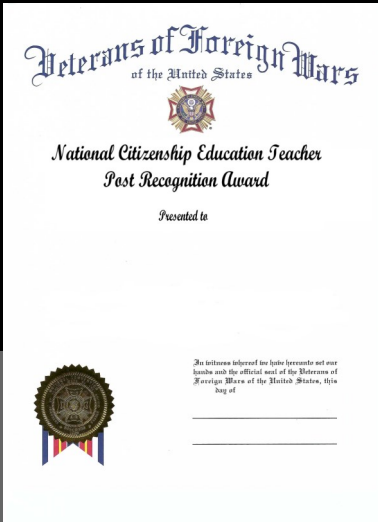 Veterans of Foreign Wars
of the United States
National Citizenship Education Teacher
Post Recognition Award
Presented to
In witness whereof we have hereunto set our
hands and the official seal of the Veterans of
Foreign Wars of the United States, this
day of